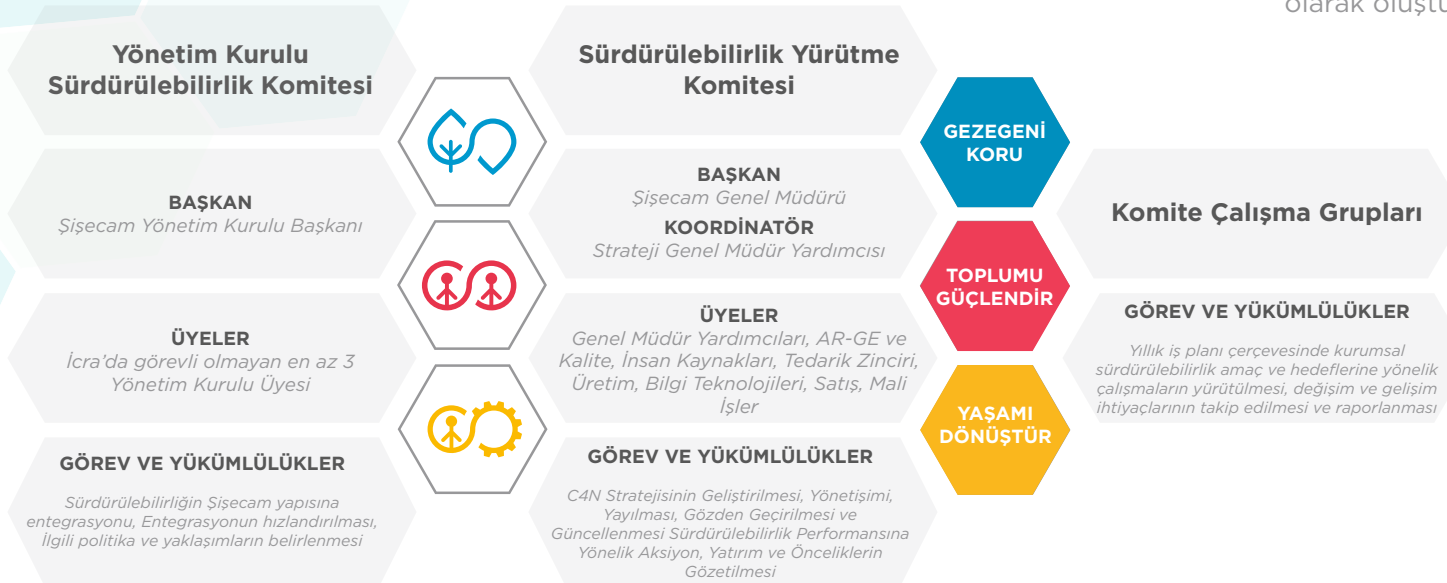 olarak oluştu
Yönetim Kurulu
Sürdürülebilirlik Komitesi
BAŞKAN
Şişecam Yönetim Kurulu Başkanı
ÜYELER
İcra’da görevli olmayan en az 3
Yönetim Kurulu Üyesi
GÖREV VE YÜKÜMLÜLÜKLER
Sürdürülebilirliğin Şişecam yapısına
entegrasyonu, Entegrasyonun hızlandırılması,
İlgili politika ve yaklaşımların belirlenmesi
Sürdürülebilirlik Yürütme
Komitesi
BAŞKAN
Şişecam Genel Müdürü
KOORDİNATÖR
Strateji Genel Müdür Yardımcısı
ÜYELER
Genel Müdür Yardımcıları, AR-GE ve
Kalite, İnsan Kaynakları, Tedarik Zinciri,
Üretim, Bilgi Teknolojileri, Satış, Mali
İşler
GÖREV VE YÜKÜMLÜLÜKLER
C4N Stratejisinin Geliştirilmesi, Yönetişimi,
Yayılması, Gözden Geçirilmesi ve
Güncellenmesi Sürdürülebilirlik Performansına
Yönelik Aksiyon, Yatırım ve Önceliklerin
Gözetilmesi
GEZEGENİ
KORU
TOPLUMU
GÜÇLENDİR
YAŞAMI
DÖNÜŞTÜR
Komite Çalışma Grupları
GÖREV VE YÜKÜMLÜLÜKLER
Yıllık iş planı çerçevesinde kurumsal
sürdürülebilirlik amaç ve hedeflerine yönelik
çalışmaların yürütülmesi, değişim ve gelişim
ihtiyaçlarının takip edilmesi ve raporlanması